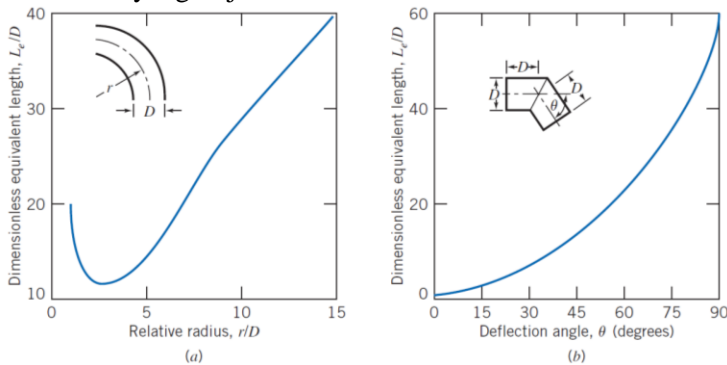 Dimensionless equivalent length, Lₑ/D
40
30
20
10
0
5
10
15
r
D
Relative radius, r/D
(a)
Dimensionless equivalent length, Lₑ/D
60
40
20
0
0
15
30
45
60
75
90
D
D
D
θ
Deflection angle, θ (degrees)
(b)